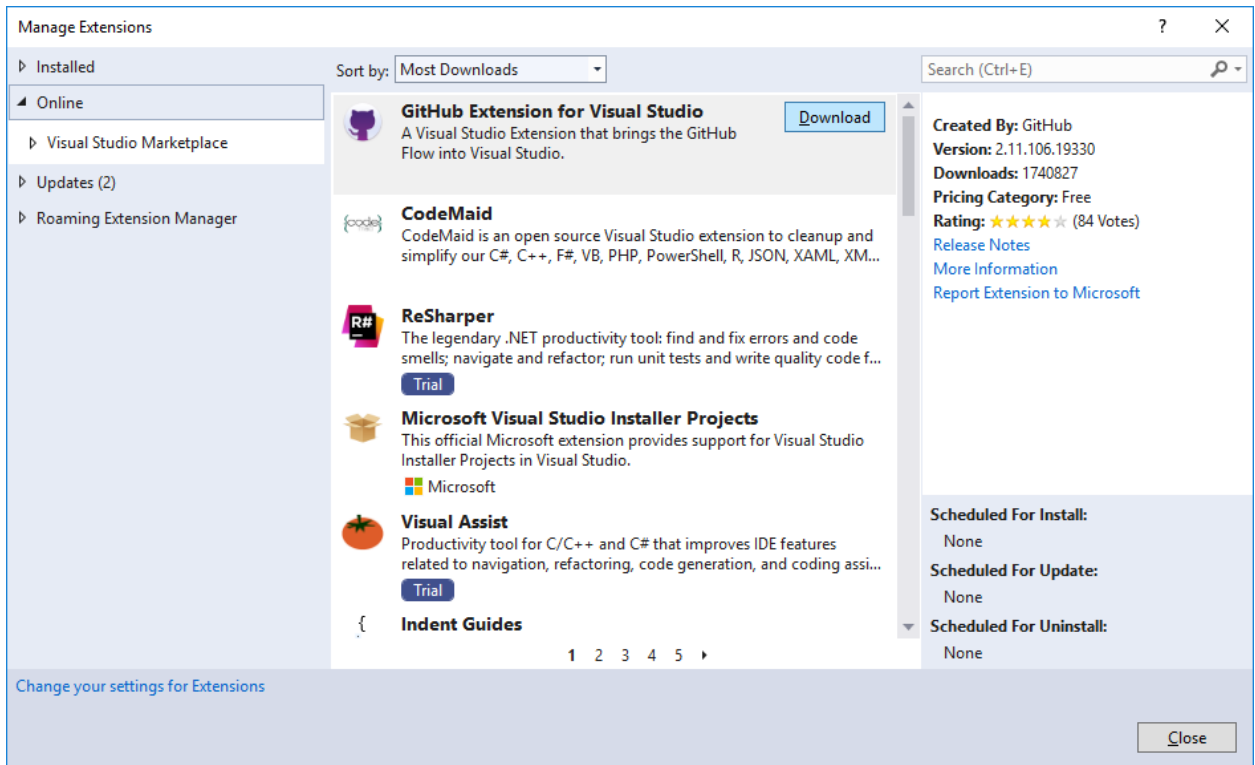 Manage Extensions
?
Installed
Online
Visual Studio Marketplace
Updates (2)
Roaming Extension Manager
Sort by: Most Downloads
GitHub Extension for Visual Studio
Download
A Visual Studio Extension that brings the GitHub
Flow into Visual Studio.
{code}
CodeMaid
CodeMaid is an open source Visual Studio extension to cleanup and
simplify our C#, C++, F#, VB, PHP, PowerShell, R, JSON, XAML, XM...
R#
ReSharper
The legendary .NET productivity tool: find and fix errors and code
smells; navigate and refactor; run unit tests and write quality code f...
Trial
Microsoft Visual Studio Installer Projects
This official Microsoft extension provides support for Visual Studio
Installer Projects in Visual Studio.
Microsoft
Visual Assist
Productivity tool for C/C++ and C# that improves IDE features
related to navigation, refactoring, code generation, and coding assi...
Trial
{
Indent Guides
1 2 3 4 5
Search (Ctrl+E)
Created By: GitHub
Version: 2.11.106.19330
Downloads: 1740827
Pricing Category: Free
Rating: (84 Votes)
Release Notes
More Information
Report Extension to Microsoft
Scheduled For Install:
None
Scheduled For Update:
None
Scheduled For Uninstall:
None
Change your settings for Extensions
Close